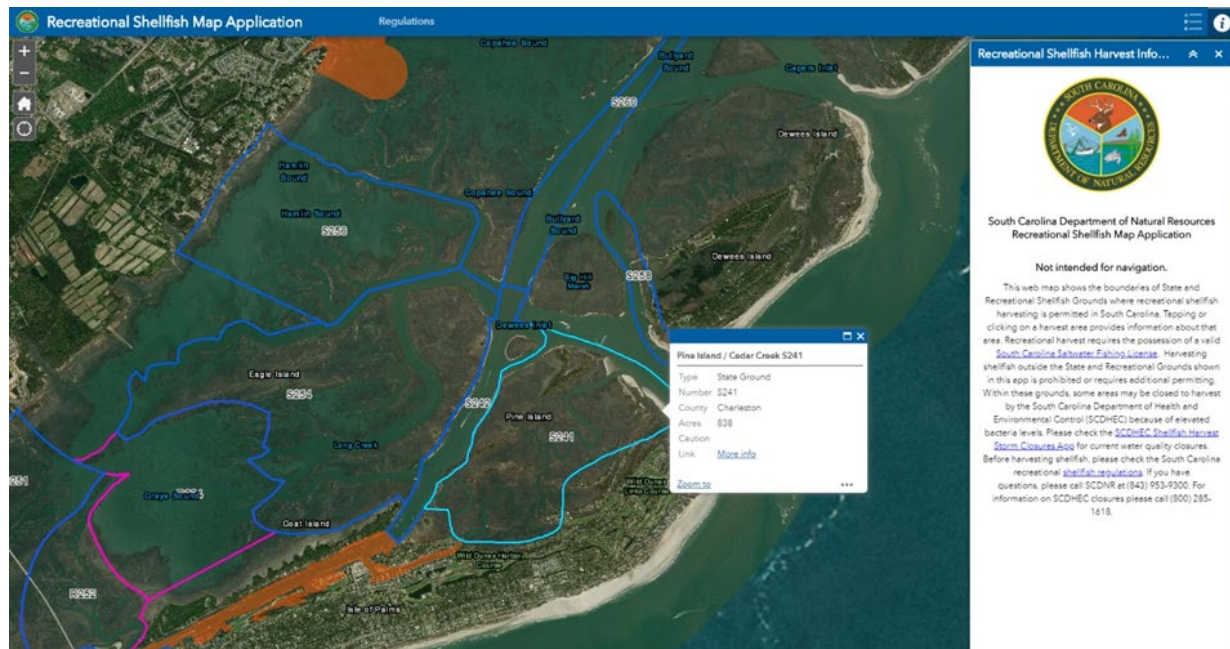 Recreational Shellfish Map Application
Regulations
Recreational Shellfish Harvest Info...
+
−
Copahee Sound
Bullyard
Sound
Capers Inlet
S260
Dewees Island
Hamlin
Sound
Copahee Sound
Hamlin Sound
S256
Bullyard
Sound
Dewees Island
S258
Big Hill
Marsh
Dewees Inlet
Eagle Island
S254
S242
Pine Island
S241
Long Creek
Grays Sound
Goat Island
Wild Dunes
Links Course
Wild Dunes Harbor
Course
R252
Isle of Palms
Pine Island / Cedar Creek S241
Type State Ground
Number S241
County Charleston
Acres 838
Caution
Link More info
Zoom to
•••
SOUTH CAROLINA
DEPARTMENT OF NATURAL RESOURCES
South Carolina Department of Natural Resources
Recreational Shellfish Map Application
Not intended for navigation.
This web map shows the boundaries of State and
Recreational Shellfish Grounds where recreational shellfish
harvesting is permitted in South Carolina. Tapping or
clicking on a harvest area provides information about that
area. Recreational harvest requires the possession of a valid
South Carolina Saltwater Fishing License. Harvesting
shellfish outside the State and Recreational Grounds shown
in this app is prohibited or requires additional permitting.
Within these grounds, some areas may be closed to harvest
by the South Carolina Department of Health and
Environmental Control (SCDHEC) because of elevated
bacteria levels. Please check the SCDHEC Shellfish Harvest
Storm Closures App for current water quality closures.
Before harvesting shellfish, please check the South Carolina
recreational shellfish regulations. If you have
questions, please call SCDNR at (843) 953-9300. For
information on SCDHEC closures please call (800) 285-
1618.